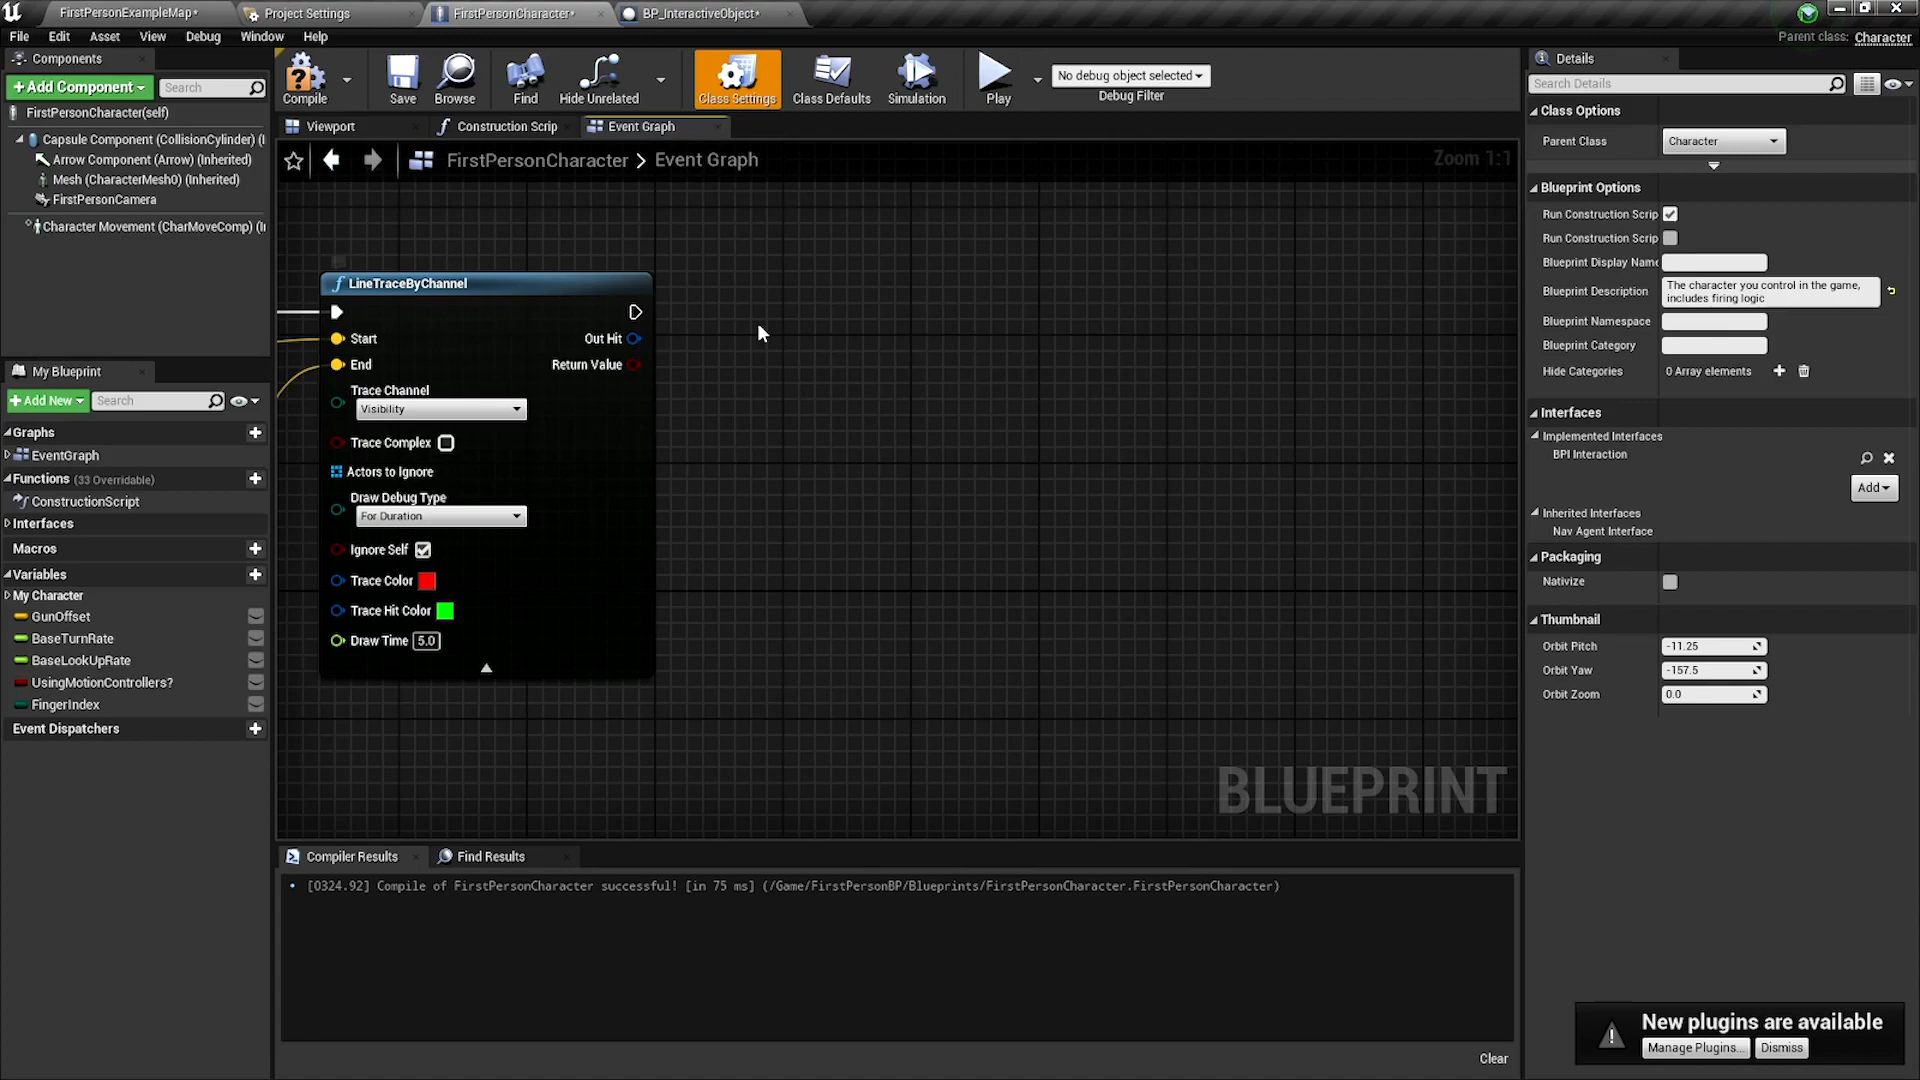 FirstPersonExampleMap*
Project Settings
FirstPersonCharacter*
BP_InteractiveObject*
File Edit Asset View Debug Window Help
Parent class: Character
Components
+Add Component
Search
FirstPersonCharacter(self)
Capsule Component (CollisionCylinder) (I
Arrow Component (Arrow) (Inherited)
Mesh (CharacterMesh0) (Inherited)
FirstPersonCamera
Character Movement (CharMoveComp) (I
Compile
Save
Browse
Find
Hide Unrelated
Class Settings
Class Defaults
Simulation
Play
No debug object selected
Debug Filter
Viewport
Construction Scrip
Event Graph
FirstPersonCharacter > Event Graph
Zoom 1:1
LineTraceByChannel
Start
Out Hit
End
Return Value
Trace Channel
Visibility
Trace Complex
Actors to Ignore
Draw Debug Type
For Duration
Ignore Self
Trace Color
Trace Hit Color
Draw Time 5.0
BLUEPRINT
My Blueprint
+Add New
Search
Graphs
EventGraph
Functions (33 Overridable)
ConstructionScript
Interfaces
Macros
Variables
My Character
GunOffset
BaseTurnRate
BaseLookUpRate
UsingMotionControllers?
FingerIndex
Event Dispatchers
Compiler Results
Find Results
[0324.92] Compile of FirstPersonCharacter successful! [in 75 ms] (/Game/FirstPersonBP/Blueprints/FirstPersonCharacter.FirstPersonCharacter)
Clear
Details
Search Details
Class Options
Parent Class
Character
Blueprint Options
Run Construction Scrip
Run Construction Scrip
Blueprint Display Name
Blueprint Description
The character you control in the game,
includes firing logic
Blueprint Namespace
Blueprint Category
Hide Categories
0 Array elements
Interfaces
Implemented Interfaces
BPI Interaction
Add
Inherited Interfaces
Nav Agent Interface
Packaging
Nativize
Thumbnail
Orbit Pitch -11.25
Orbit Yaw -157.5
Orbit Zoom 0.0
New plugins are available
Manage Plugins...
Dismiss